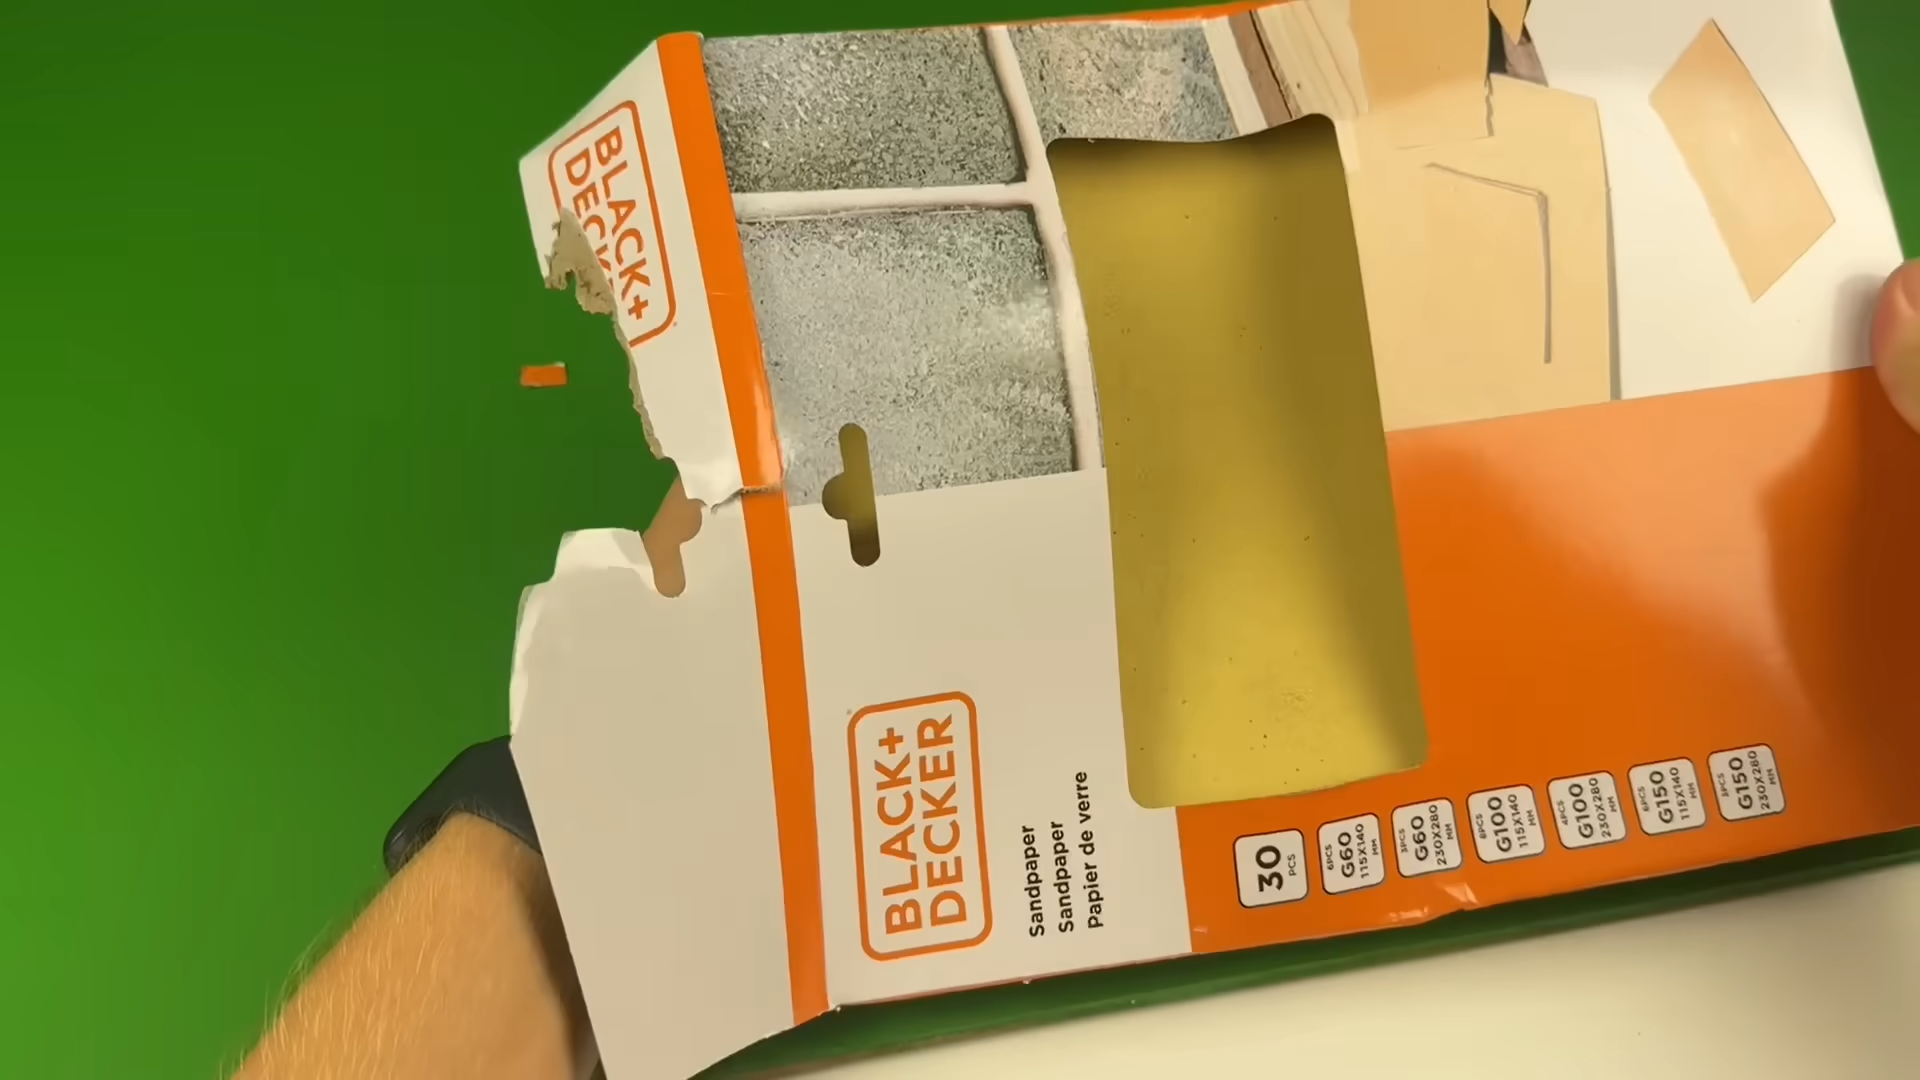 BLACK+
DECKER
BLACK+
DECKER
Sandpaper
Sandpaper
Papier de verre
30
PCS
6PCS
G60
115X140
MM
3PCS
G60
230X280
MM
8PCS
G100
115X140
MM
4PCS
G100
230X280
MM
6PCS
G150
115X140
MM
3PCS
G150
230X280
MM